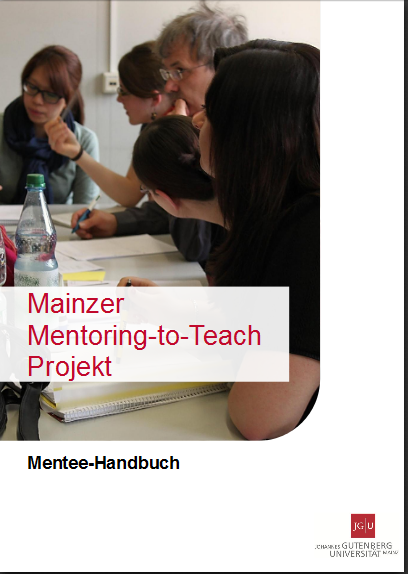 Mainzer
Mentoring-to-Teach
Projekt
Mentee-Handbuch
JG|U
JOHANNES GUTENBERG
UNIVERSITÄT MAINZ